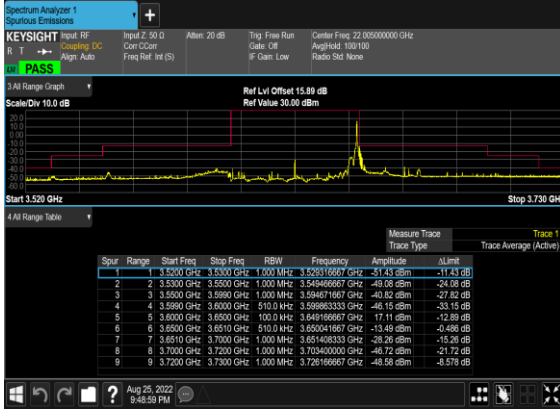 Spectrum Analyzer 1
Spurious Emissions
+
KEYSIGHT Input: RF Input Z: 50 Ω Atten: 20 dB Trig: Free Run Center Freq: 22.005000000 GHz
R T Coupling: DC Corr CCorr Gate: Off Avg|Hold: 100/100
Align: Auto Freq Ref: Int (S) IF Gain: Low Radio Std: None
PASS
3 All Range Graph
Ref Lvl Offset 15.89 dB
Scale/Div 10.0 dB Ref Value 30.00 dBm
20.0
10.0
0.00
-10.0
-20.0
-30.0
-40.0
-50.0
-60.0
Start 3.520 GHz Stop 3.730 GH
4 All Range Table
Measure Trace Trace 1
Trace Type Trace Average (Active)
Spur Range Start Freq Stop Freq RBW Frequency Amplitude ΔLimit
1 1 3.5200 GHz 3.5300 GHz 1.000 MHz 3.529316667 GHz -51.43 dBm -11.43 dB
2 2 3.5300 GHz 3.5500 GHz 1.000 MHz 3.549466667 GHz -49.08 dBm -24.08 dB
3 3 3.5500 GHz 3.5990 GHz 1.000 MHz 3.594671667 GHz -40.82 dBm -27.82 dB
4 4 3.5990 GHz 3.6000 GHz 510.0 kHz 3.599863333 GHz -46.15 dBm -33.15 dB
5 5 3.6000 GHz 3.6500 GHz 100.0 kHz 3.649166667 GHz 17.11 dBm -12.89 dB
6 6 3.6500 GHz 3.6510 GHz 510.0 kHz 3.650041667 GHz -13.49 dBm -0.486 dB
7 7 3.6510 GHz 3.7000 GHz 1.000 MHz 3.651408333 GHz -28.26 dBm -15.26 dB
8 8 3.7000 GHz 3.7200 GHz 1.000 MHz 3.703400000 GHz -46.72 dBm -21.72 dB
9 9 3.7200 GHz 3.7300 GHz 1.000 MHz 3.726166667 GHz -48.58 dBm -8.578 dB
?
Aug 25, 2022
9:48:59 PM